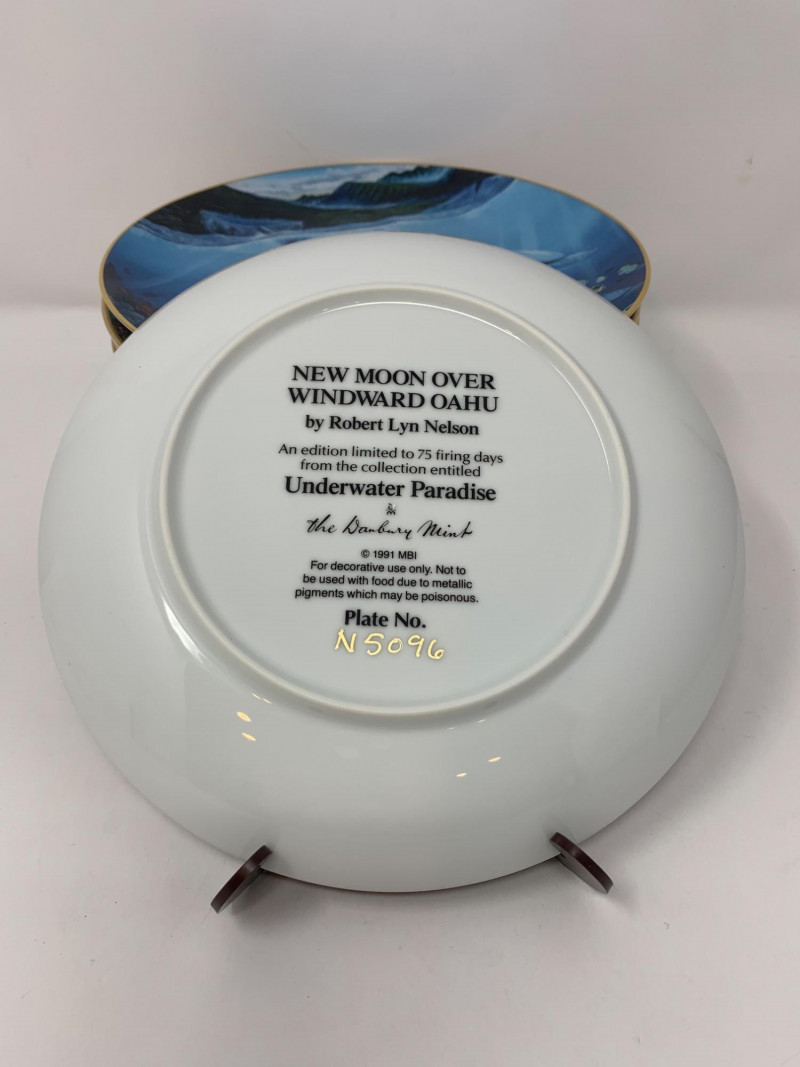 NEW MOON OVER
WINDWARD OAHU
by Robert Lyn Nelson
An edition limited to 75 firing days
from the collection entitled
Underwater Paradise
the Danbury Mint
© 1991 MBI
For decorative use only. Not to
be used with food due to metallic
pigments which may be poisonous.
Plate No.
N5096